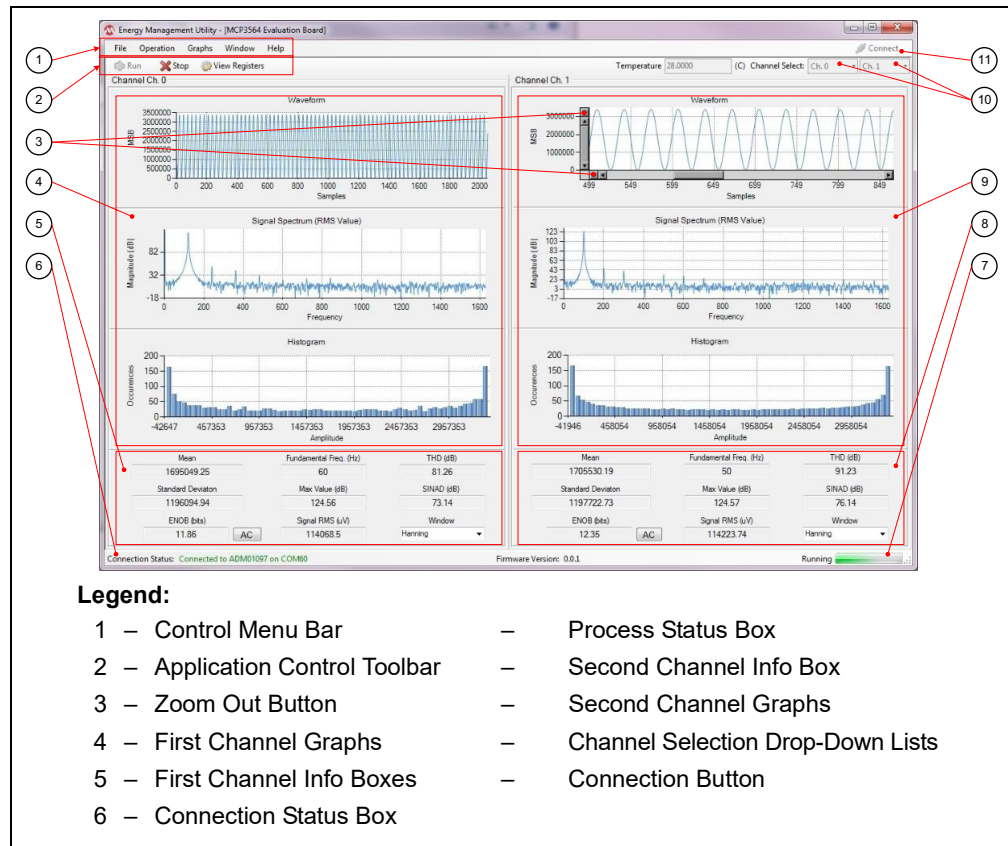 Energy Management Utility - [MCP3564 Evaluation Board]
File Operation Graphs Window Help
Connect
Run Stop View Registers
Temperature 28.0000 (C) Channel Select: Ch. 0 Ch. 1
Channel Ch. 0
Channel Ch. 1
1
2
3
4
5
6
11
10
9
8
7
Waveform
MSB
3500000
3000000
2500000
2000000
1500000
1000000
500000
0
0 200 400 600 800 1000 1200 1400 1600 1800 2000
Samples
Signal Spectrum (RMS Value)
Magnitude (dB)
82
32
-18
0 200 400 600 800 1000 1200 1400 1600
Frequency
Histogram
Occurences
200
150
100
50
0
-42647 457353 957353 1457353 1957353 2457353 2957353
Amplitude
Mean Fundamental Freq. (Hz) THD (dB)
1695049.25 60 81.26
Standard Deviaton Max Value (dB) SINAD (dB)
1196094.94 124.56 73.14
ENOB (bits) Signal RMS (uV) Window
11.86 AC 114068.5 Hanning
Waveform
MSB
3000000
2000000
1000000
0
499 549 599 649 699 749 799 849
Samples
Signal Spectrum (RMS Value)
Magnitude (dB)
123
103
83
63
43
23
3
-17
0 200 400 600 800 1000 1200 1400 1600
Frequency
Histogram
Occurences
200
150
100
50
0
-41946 458054 958054 1458054 1958054 2458054 2958054
Amplitude
Mean Fundamental Freq. (Hz) THD (dB)
1705530.19 50 91.23
Standard Deviaton Max Value (dB) SINAD (dB)
1197722.73 124.57 76.14
ENOB (bits) Signal RMS (uV) Window
12.35 AC 114223.74 Hanning
Connection Status: Connected to ADM01097 on COM60
Firmware Version: 0.0.1
Running
Legend:
1 – Control Menu Bar
2 – Application Control Toolbar
3 – Zoom Out Button
4 – First Channel Graphs
5 – First Channel Info Boxes
6 – Connection Status Box
– Process Status Box
– Second Channel Info Box
– Second Channel Graphs
– Channel Selection Drop-Down Lists
– Connection Button